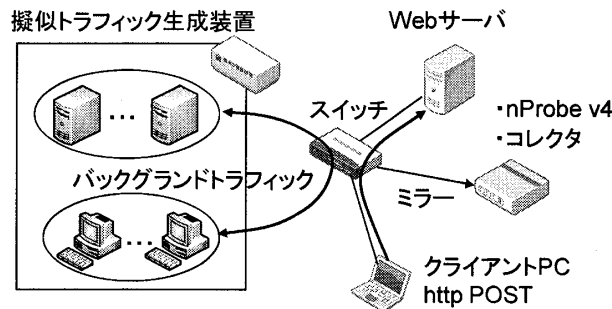 擬似トラフィック生成装置
Webサーバ
スイッチ
・nProbe v4
・コレクタ
バックグランドトラフィック
ミラー
クライアントPC
http POST